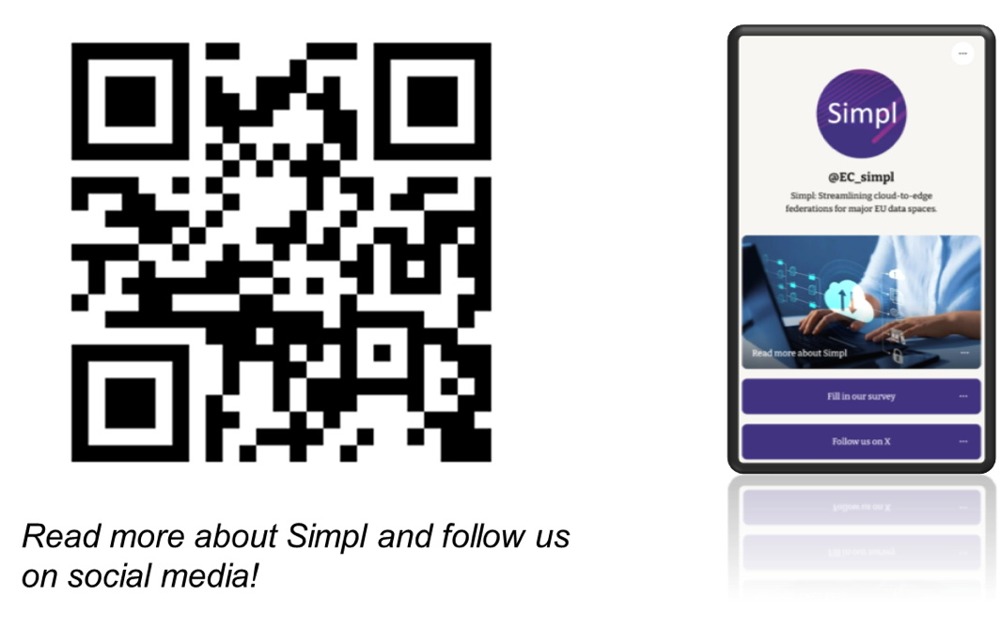 Simpl
@EC_simpl
Simpl: Streamlining cloud-to-edge
federations for major EU data spaces.
Read more about Simpl
Fill in our survey
Follow us on X
Read more about Simpl and follow us
on social media!